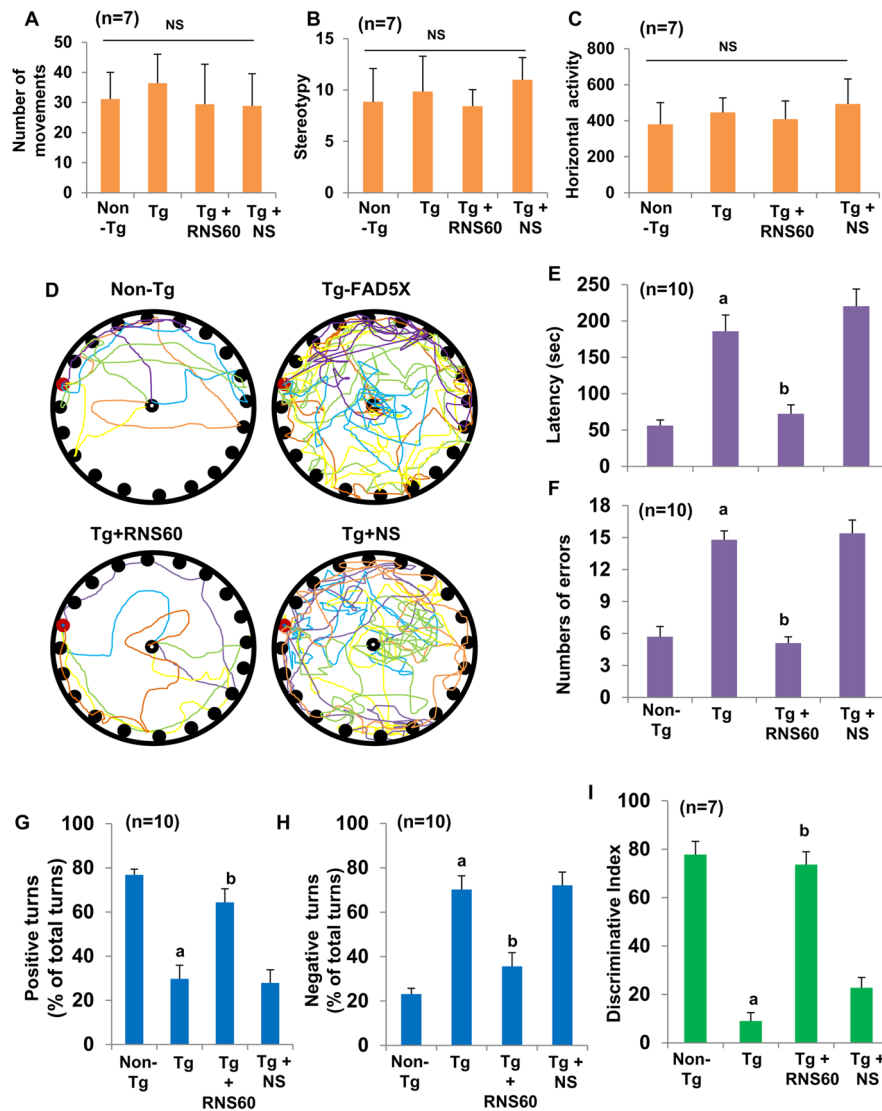 A
(n=7)
NS
Number of
movements
50
40
30
20
10
0
Non
-Tg
Tg
Tg +
RNS60
Tg +
NS
B
(n=7)
NS
Stereotypy
15
10
5
0
Non
-Tg
Tg
Tg +
RNS60
Tg +
NS
C
(n=7)
NS
Horizontal activity
800
600
400
200
0
Non
-Tg
Tg
Tg +
RNS60
Tg +
NS
D
Non-Tg
Tg-FAD5X
Tg+RNS60
Tg+NS
E
(n=10)
Latency (sec)
250
200
150
100
50
0
a
b
F
(n=10)
Numbers of errors
18
15
12
9
6
3
0
a
b
Non-
Tg
Tg
Tg +
RNS60
Tg +
NS
G
(n=10)
Positive turns
(% of total turns)
100
80
60
40
20
0
a
b
Non-
Tg
Tg
Tg
+
RNS60
Tg +
NS
H
(n=10)
Negative turns
(% of total turns)
100
80
60
40
20
0
a
b
Non-
Tg
Tg
Tg
+
RNS60
Tg +
NS
I
(n=7)
Discriminative Index
100
80
60
40
20
0
a
b
Non-
Tg
Tg
Tg +
RNS60
Tg +
NS